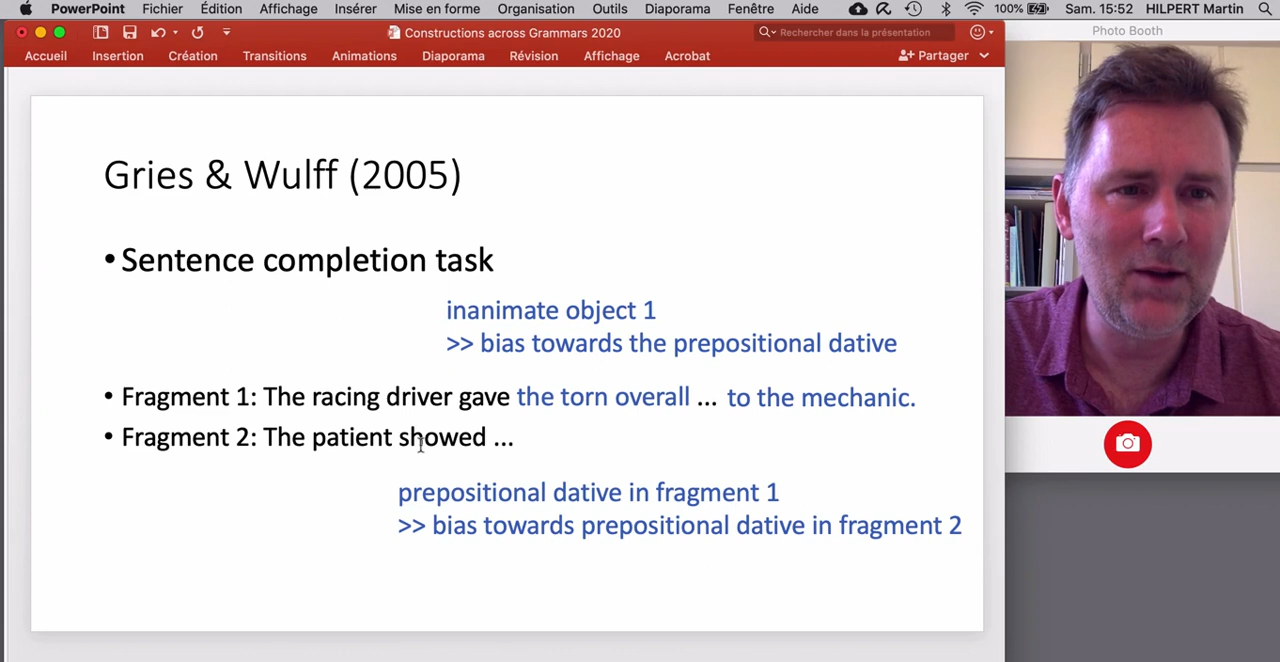 PowerPoint Fichier Édition Affichage Insérer Mise en forme Organisation Outils Diaporama Fenêtre Aide 100% Sam. 15:52 HILPERT Martin
Constructions across Grammars 2020
Rechercher dans la présentation
Photo Booth
Accueil Insertion Création Transitions Animations Diaporama Révision Affichage Acrobat Partager
Gries & Wulff (2005)
• Sentence completion task
inanimate object 1
>> bias towards the prepositional dative
• Fragment 1: The racing driver gave the torn overall ... to the mechanic.
• Fragment 2: The patient showed ...
prepositional dative in fragment 1
>> bias towards prepositional dative in fragment 2